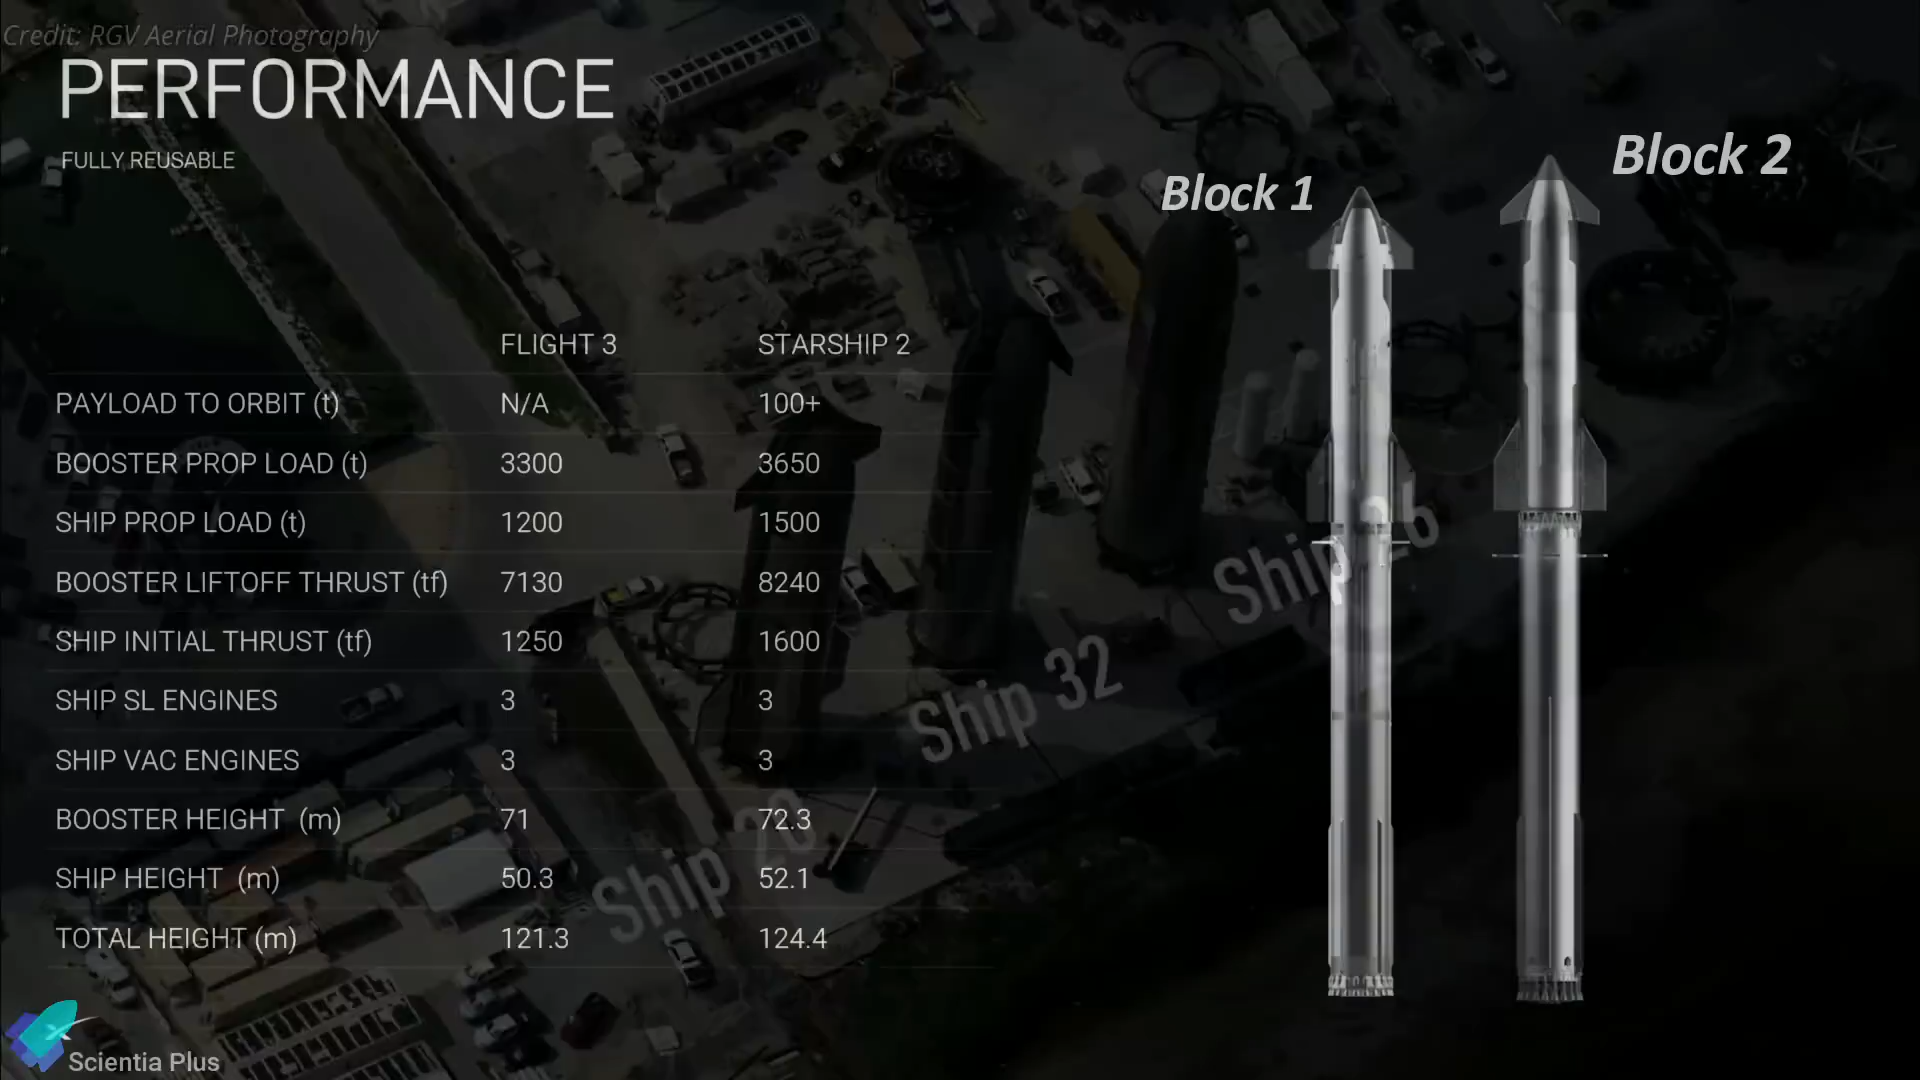 Credit: RGV Aerial Photography
PERFORMANCE
FULLY REUSABLE
Block 1
Block 2
FLIGHT 3 STARSHIP 2
PAYLOAD TO ORBIT (t) N/A 100+
BOOSTER PROP LOAD (t) 3300 3650
SHIP PROP LOAD (t) 1200 1500
BOOSTER LIFTOFF THRUST (tf) 7130 8240
SHIP INITIAL THRUST (tf) 1250 1600
SHIP SL ENGINES 3 3
SHIP VAC ENGINES 3 3
BOOSTER HEIGHT (m) 71 72.3
SHIP HEIGHT (m) 50.3 52.1
TOTAL HEIGHT (m) 121.3 124.4
Ship 26
Ship 32
Ship
Scientia Plus